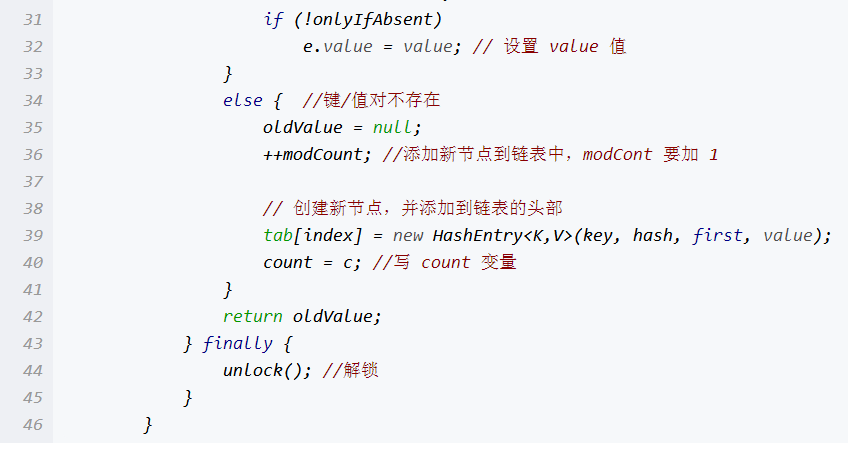 31 if (!onlyIfAbsent)
32 e.value = value; // 设置 value 值
33 }
34 else {  //键/值对不存在
35 oldValue = null;
36 ++modCount; //添加新节点到链表中，modCont 要加 1
37
38 // 创建新节点，并添加到链表的头部
39 tab[index] = new HashEntry<K,V>(key, hash, first, value);
40 count = c; //写 count 变量
41 }
42 return oldValue;
43 } finally {
44 unlock(); //解锁
45 }
46 }